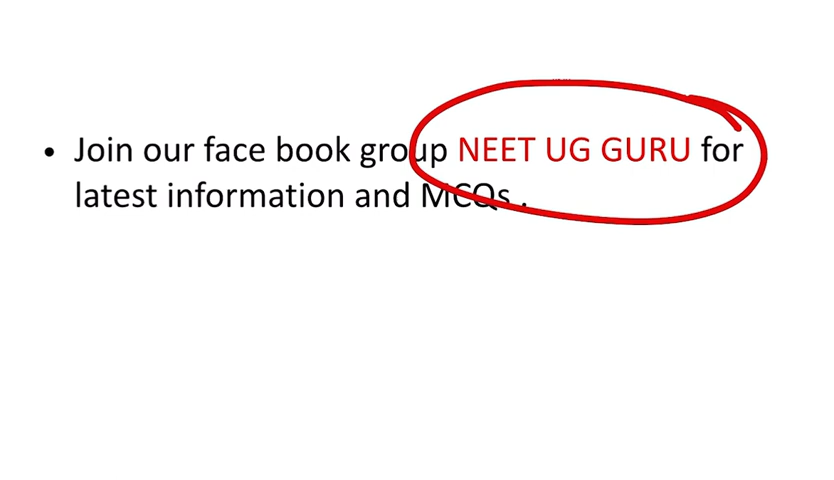 • Join our face book group NEET UG GURU for
latest information and MCQs .